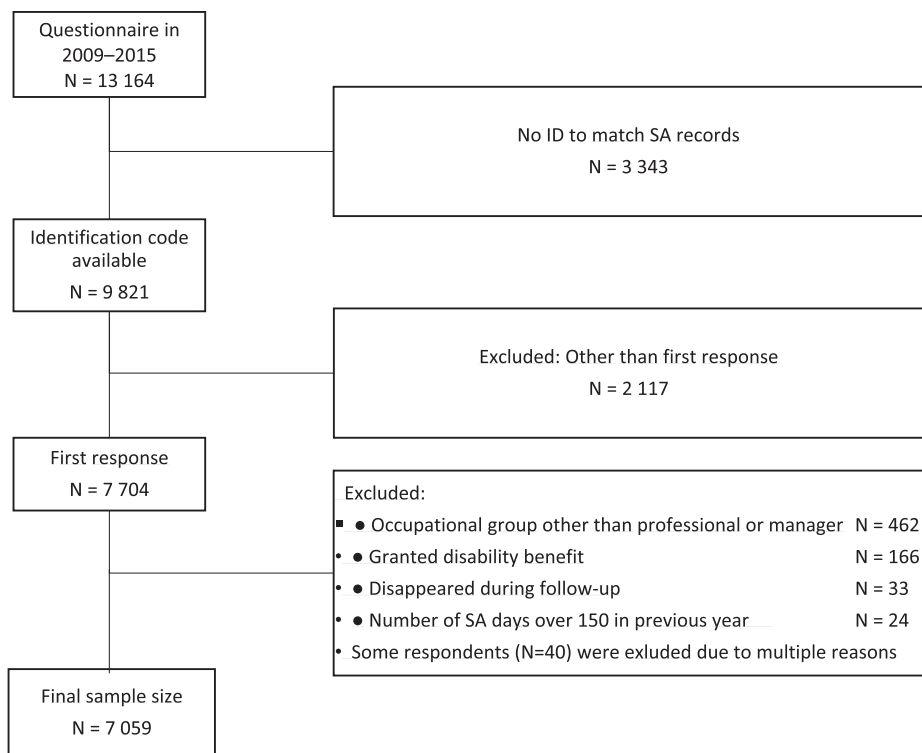 Questionnaire in
2009–2015
N = 13 164
No ID to match SA records
N = 3 343
Identification code
available
N = 9 821
Excluded: Other than first response
N = 2 117
First response
N = 7 704
Excluded:
▪ ● Occupational group other than professional or manager N = 462
• ● Granted disability benefit N = 166
• ● Disappeared during follow-up N = 33
• ● Number of SA days over 150 in previous year N = 24
• Some respondents (N=40) were exluded due to multiple reasons
Final sample size
N = 7 059